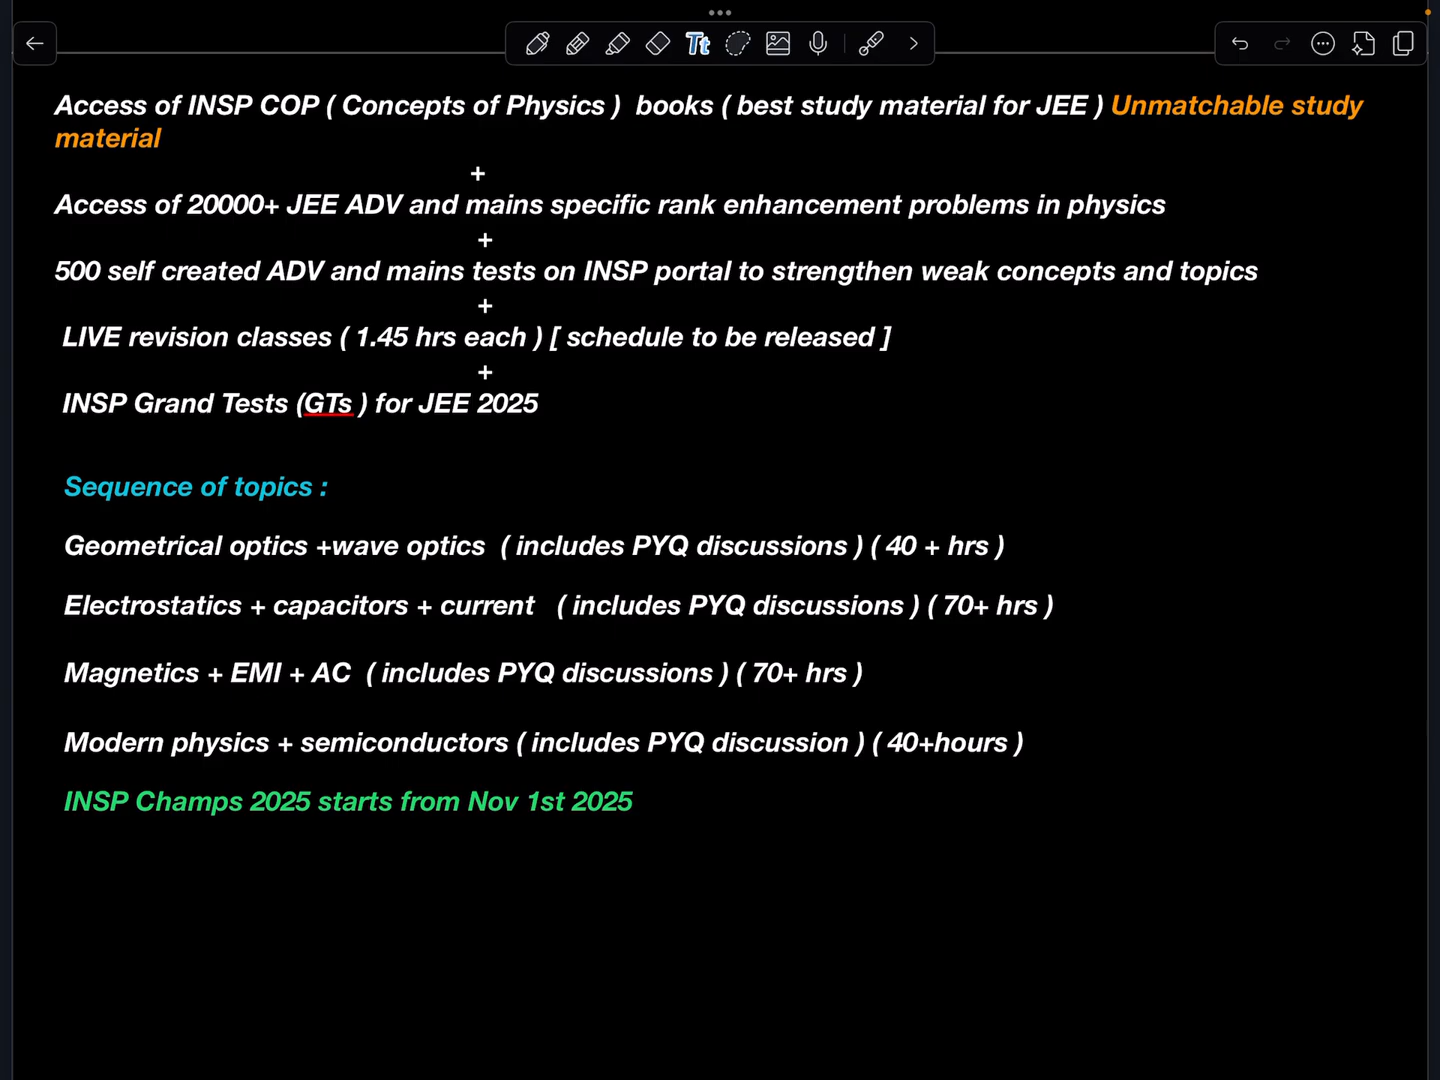 Tt
Access of INSP COP ( Concepts of Physics )  books ( best study material for JEE ) Unmatchable study
material
+
Access of 20000+ JEE ADV and mains specific rank enhancement problems in physics
+
500 self created ADV and mains tests on INSP portal to strengthen weak concepts and topics
+
LIVE revision classes ( 1.45 hrs each ) [ schedule to be released ]
+
INSP Grand Tests (GTs ) for JEE 2025
Sequence of topics :
Geometrical optics +wave optics  ( includes PYQ discussions ) ( 40 + hrs )
Electrostatics + capacitors + current   ( includes PYQ discussions ) ( 70+ hrs )
Magnetics + EMI + AC  ( includes PYQ discussions ) ( 70+ hrs )
Modern physics + semiconductors ( includes PYQ discussion ) ( 40+hours )
INSP Champs 2025 starts from Nov 1st 2025